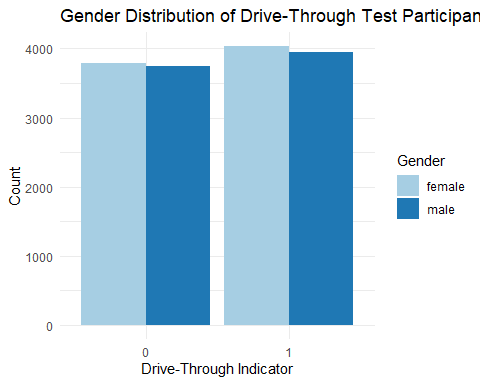 Gender Distribution of Drive-Through Test Participan
4000
3000
2000
1000
0
Count
0
1
Drive-Through Indicator
Gender
female
male